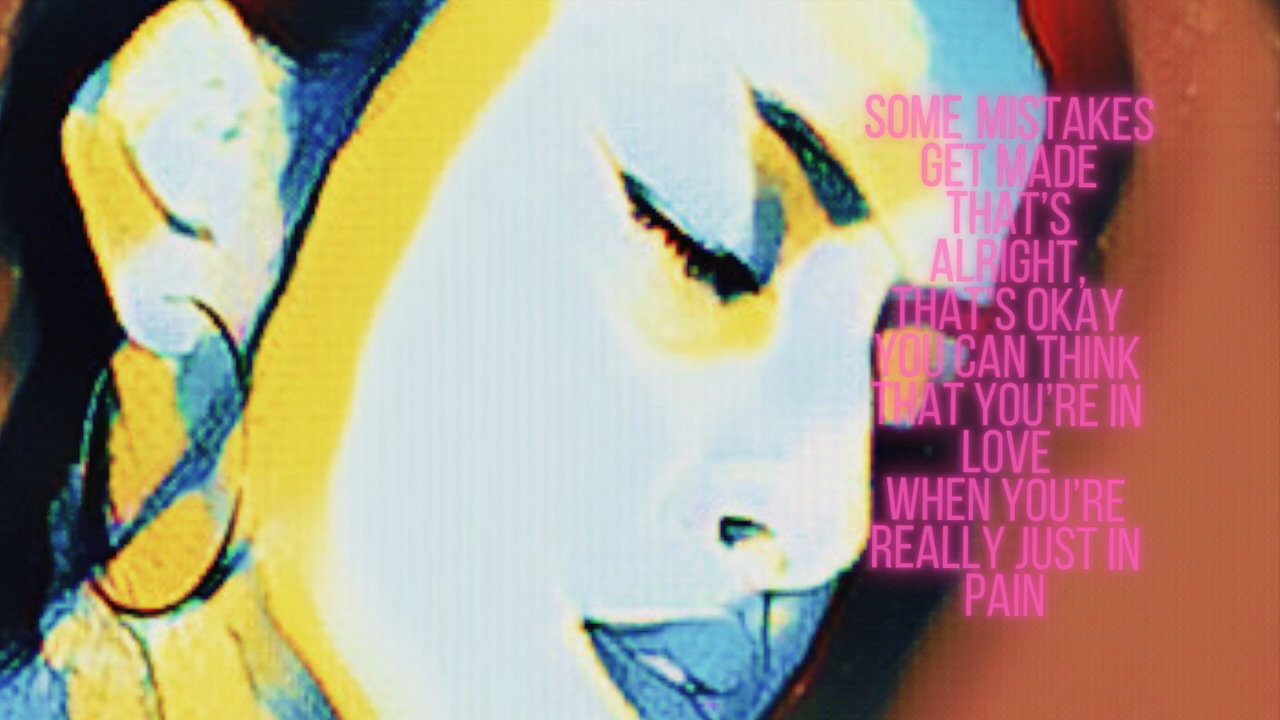 SOME MISTAKES
GET MADE
THAT'S
ALRIGHT,
THAT'S OKAY
YOU CAN THINK
THAT YOU'RE IN
LOVE
WHEN YOU'RE
REALLY JUST IN
PAIN